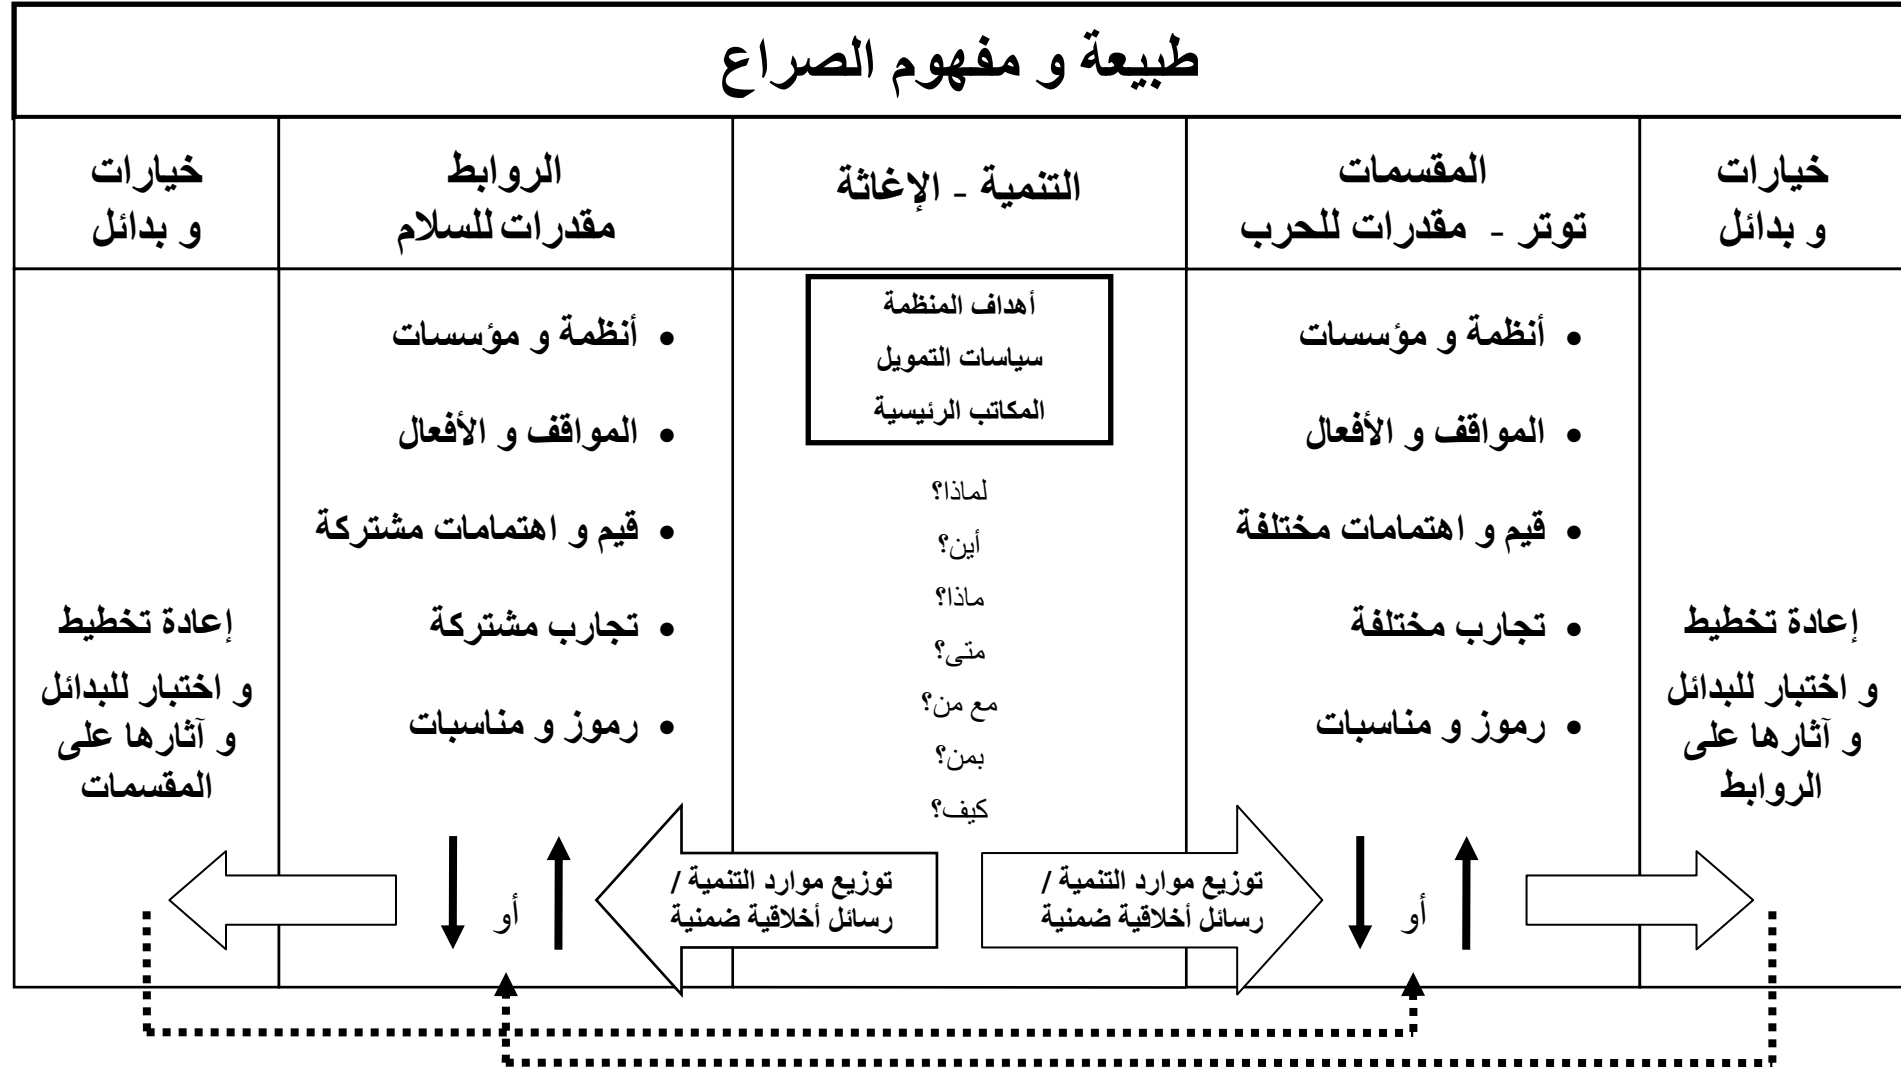 طبيعة و مفهوم الصراع
خيارات
و بدائل
المقسمات
توتر - مقدرات للحرب
التنمية - الإغاثة
الروابط
مقدرات للسلام
خيارات
و بدائل
إعادة تخطيط
و اختبار للبدائل
و آثارها على
الروابط
• أنظمة و مؤسسات
• المواقف و الأفعال
• قيم و اهتمامات مختلفة
• تجارب مختلفة
• رموز و مناسبات
أو
أهداف المنظمة
سياسات التمويل
المكاتب الرئيسية
لماذا؟
أين؟
ماذا؟
متى؟
مع من؟
بمن؟
كيف؟
توزيع موارد التنمية /
رسائل أخلاقية ضمنية
توزيع موارد التنمية /
رسائل أخلاقية ضمنية
• أنظمة و مؤسسات
• المواقف و الأفعال
• قيم و اهتمامات مشتركة
• تجارب مشتركة
• رموز و مناسبات
أو
إعادة تخطيط
و اختبار للبدائل
و آثارها على
المقسمات